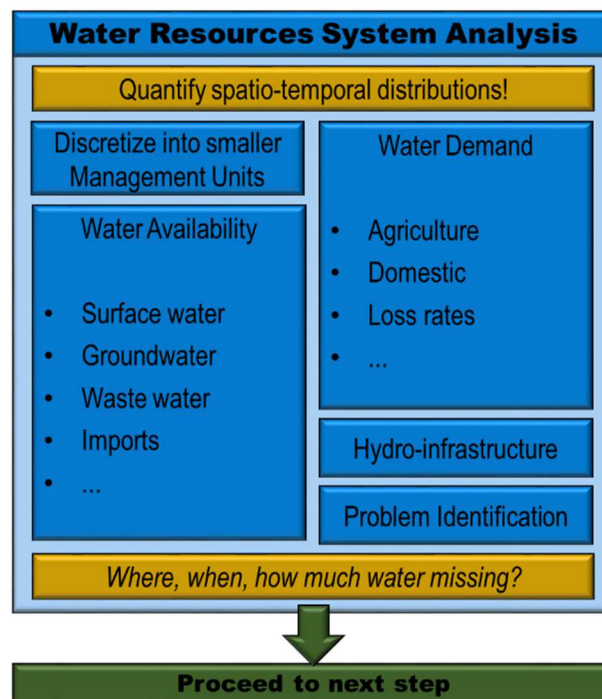 Water Resources System Analysis
Quantify spatio-temporal distributions!
Discretize into smaller
Management Units
Water Availability
• Surface water
• Groundwater
• Waste water
• Imports
• ...
Water Demand
• Agriculture
• Domestic
• Loss rates
• ...
Hydro-infrastructure
Problem Identification
Where, when, how much water missing?
Proceed to next step